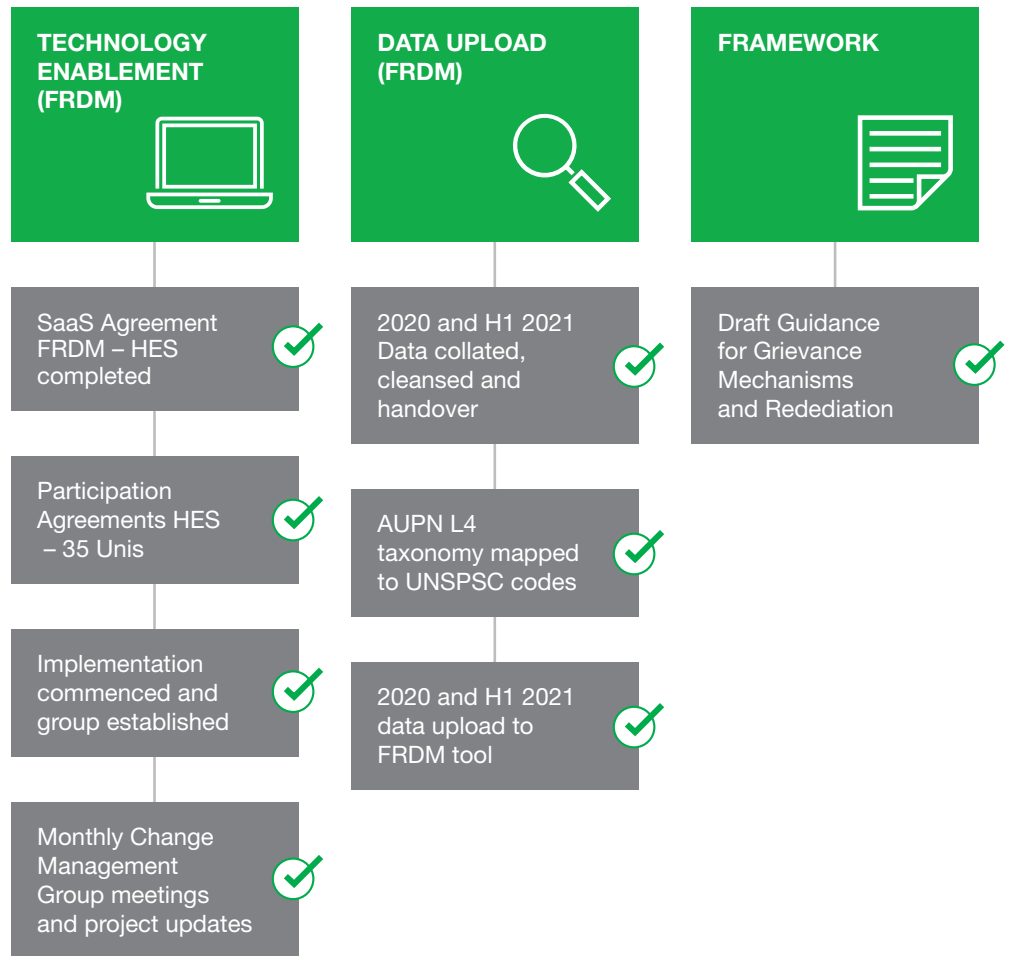 TECHNOLOGY
ENABLEMENT
(FRDM)
SaaS Agreement
FRDM – HES
completed
Participation
Agreements HES
– 35 Unis
Implementation
commenced and
group established
Monthly Change
Management
Group meetings
and project updates
DATA UPLOAD
(FRDM)
2020 and H1 2021
Data collated,
cleansed and
handover
AUPN L4
taxonomy mapped
to UNSPSC codes
2020 and H1 2021
data upload to
FRDM tool
FRAMEWORK
Draft Guidance
for Grievance
Mechanisms
and Redediation